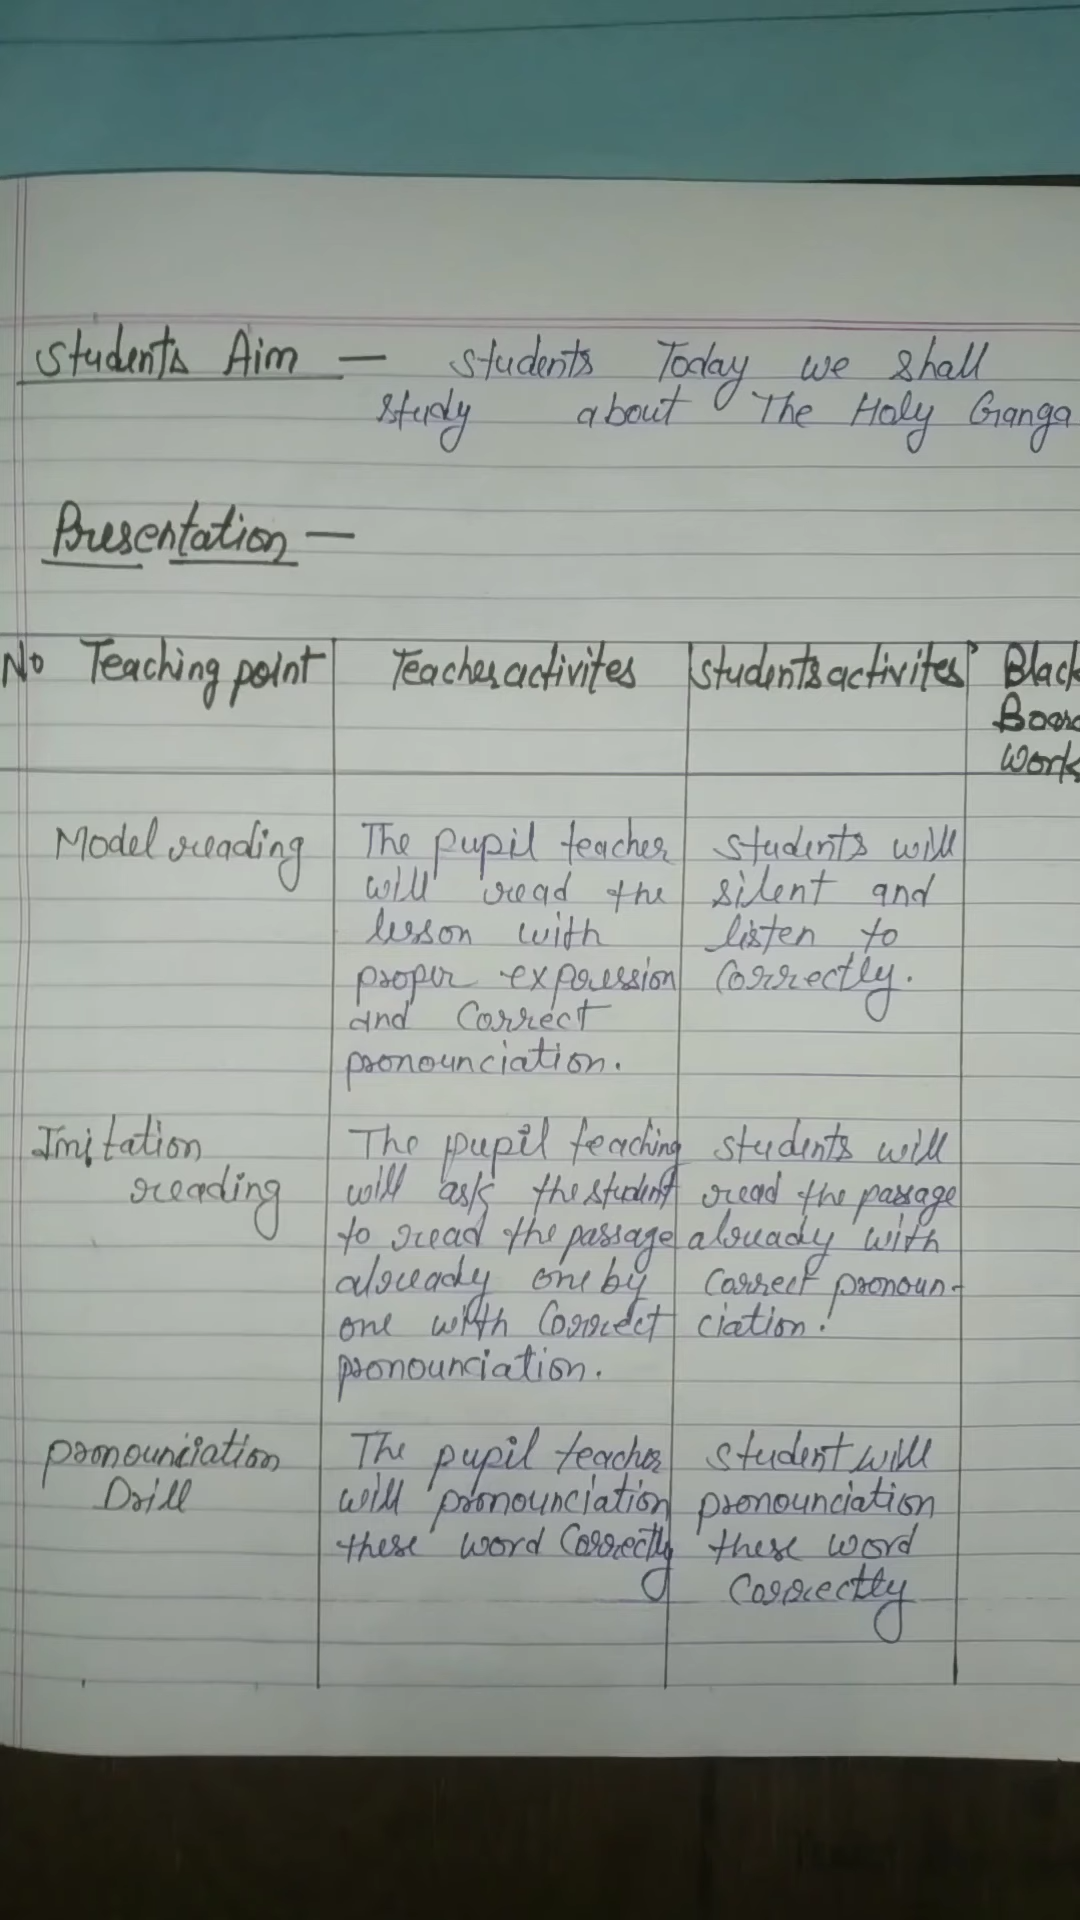 Students Aim — students Today we shall
study about The Holy Ganga
Presentation —
No Teaching point Teacher activites students activites Black
Board
Work
Model reading The pupil teacher students will
will read the silent and
lesson with listen to
proper expression correctly.
and correct
pronounciation.
Imitation The pupil teaching students will
reading will ask the student read the passage
to read the passage already with
already one by correct pronoun-
one with correct ciation.
pronounciation.
pronounciation The pupil teacher student will
Drill will pronounciation pronounciation
these word correctly these word
correctly